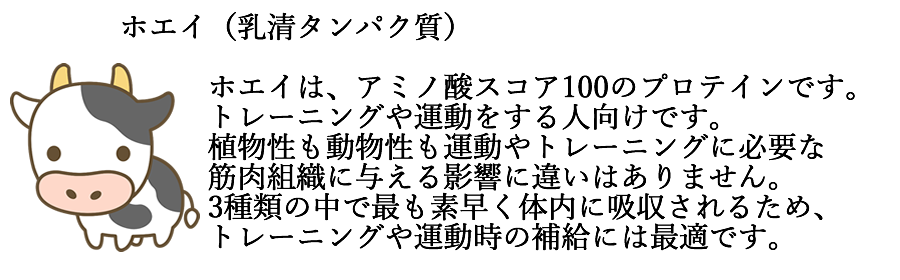 ホエイ（乳清タンパク質）
ホエイは、アミノ酸スコア100のプロテインです。
トレーニングや運動をする人向けです。
植物性も動物性も運動やトレーニングに必要な
筋肉組織に与える影響に違いはありません。
3種類の中で最も素早く体内に吸収されるため、
トレーニングや運動時の補給には最適です。